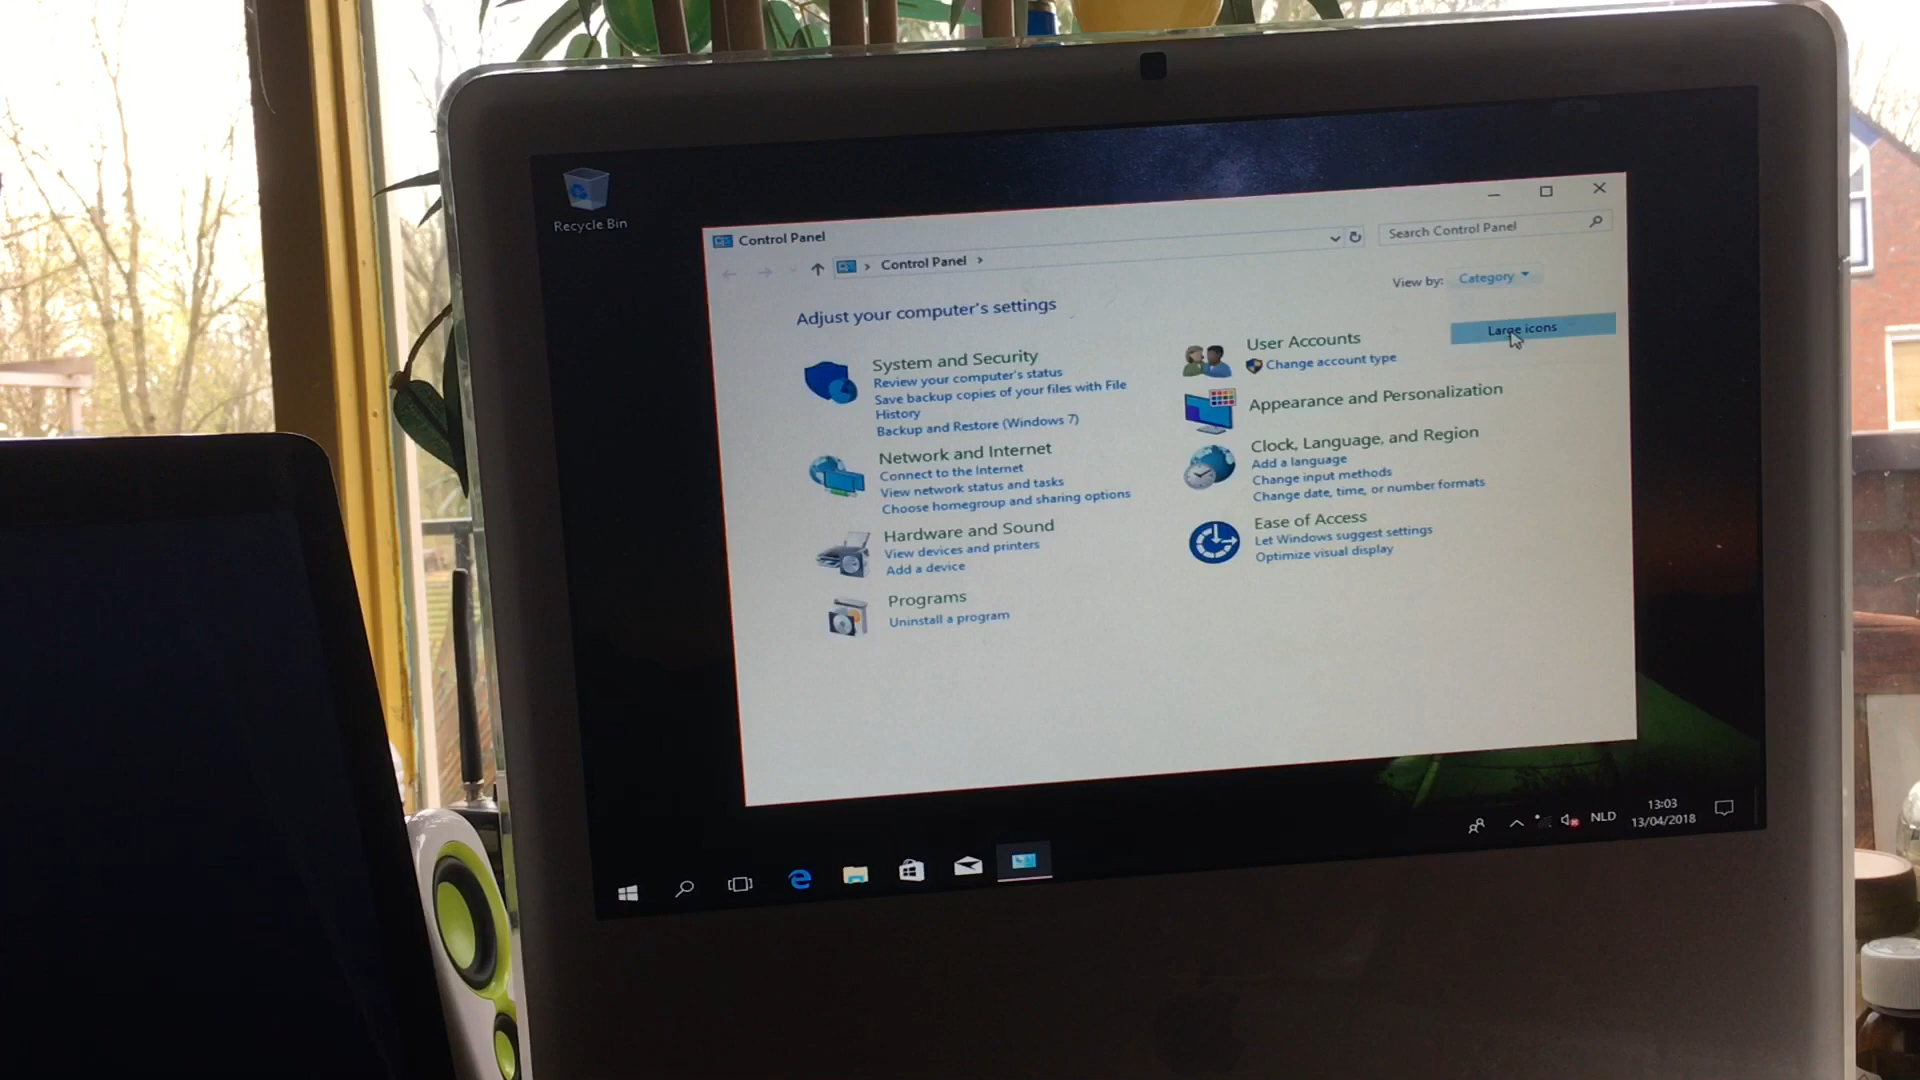 Recycle Bin
Control Panel
Control Panel
Search Control Panel
View by: Category
Large icons
Adjust your computer's settings
System and Security
Review your computer's status
Save backup copies of your files with File
History
Backup and Restore (Windows 7)
Network and Internet
Connect to the Internet
View network status and tasks
Choose homegroup and sharing options
Hardware and Sound
View devices and printers
Add a device
Programs
Uninstall a program
User Accounts
Change account type
Appearance and Personalization
Clock, Language, and Region
Add a language
Change input methods
Change date, time, or number formats
Ease of Access
Let Windows suggest settings
Optimize visual display
NLD
13:03
13/04/2018